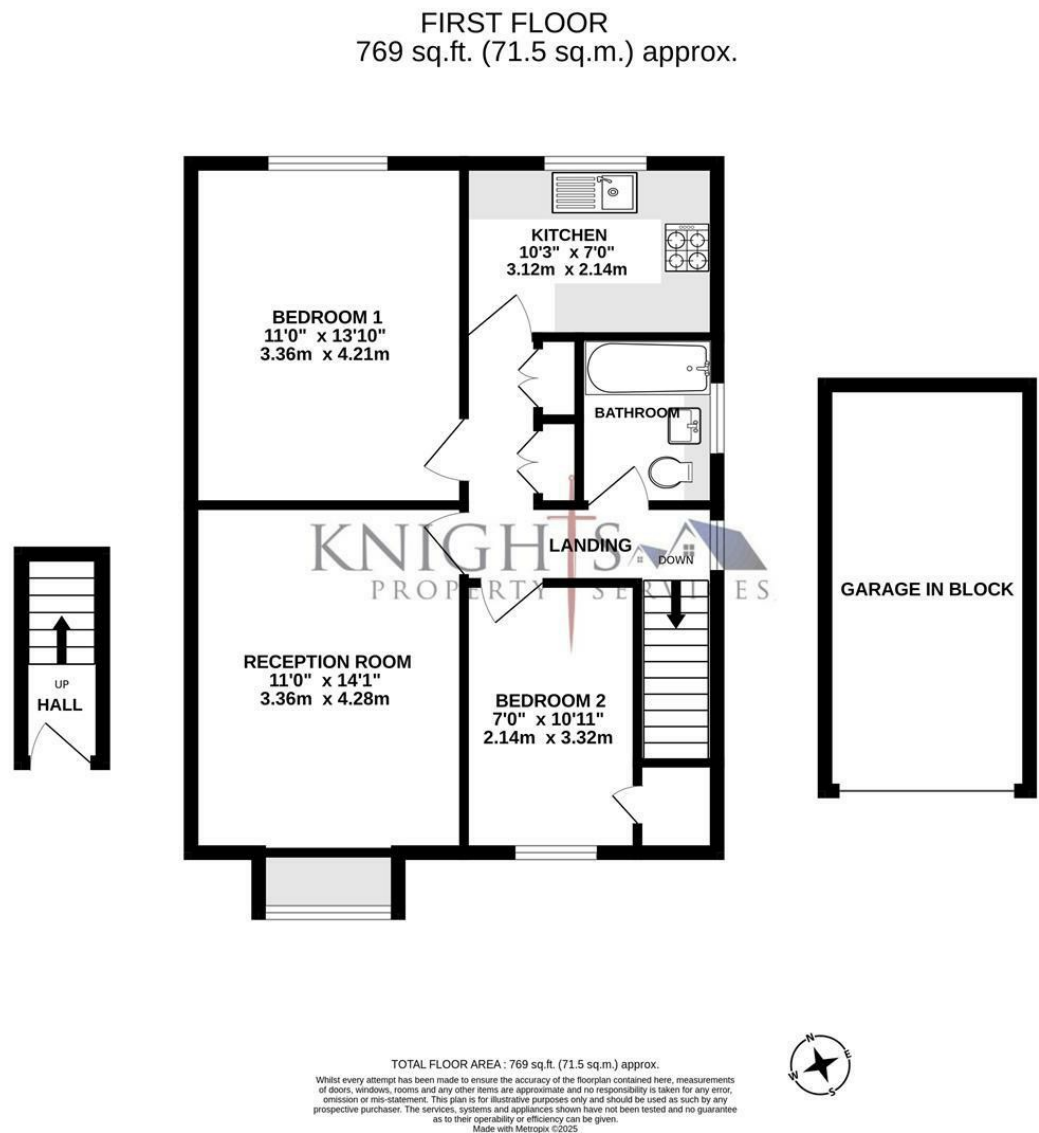 FIRST FLOOR
769 sq.ft. (71.5 sq.m.) approx.
KITCHEN
10'3" x 7'0"
3.12m x 2.14m
BEDROOM 1
11'0" x 13'10"
3.36m x 4.21m
BATHROOM
KNIGHTS
PROPERTY SERVICES
LANDING
DOWN
GARAGE IN BLOCK
UP
HALL
RECEPTION ROOM
11'0" x 14'1"
3.36m x 4.28m
BEDROOM 2
7'0" x 10'11"
2.14m x 3.32m
N
E
W
S
TOTAL FLOOR AREA : 769 sq.ft. (71.5 sq.m.) approx.
Whilst every attempt has been made to ensure the accuracy of the floorplan contained here, measurements
of doors, windows, rooms and any other items are approximate and no responsibility is taken for any error,
omission or mis-statement. This plan is for illustrative purposes only and should be used as such by any
prospective purchaser. The services, systems and appliances shown have not been tested and no guarantee
as to their operability or efficiency can be given.
Made with Metropix ©2025